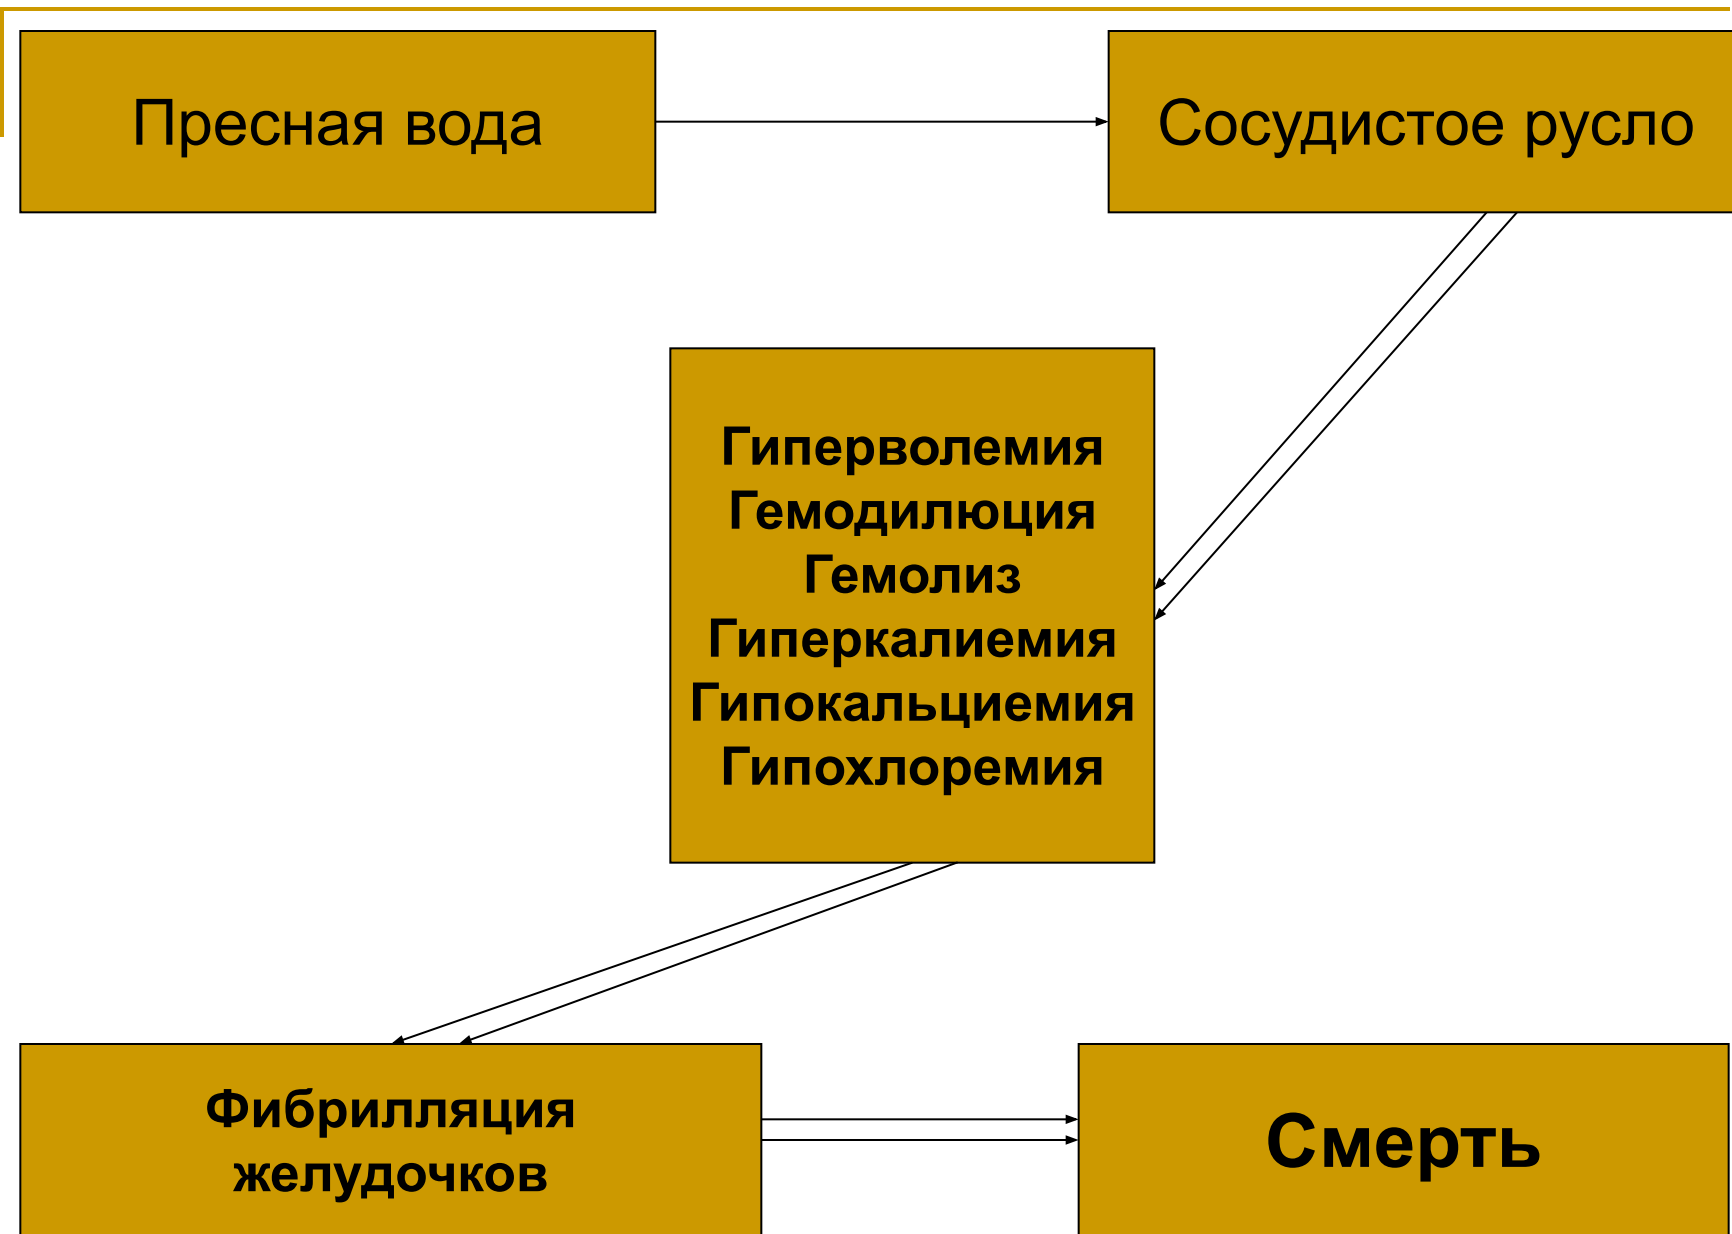 Пресная вода
Сосудистое русло
Гиперволемия
Гемодилюция
Гемолиз
Гиперкалиемия
Гипокальциемия
Гипохлоремия
Фибрилляция
желудочков
Смерть